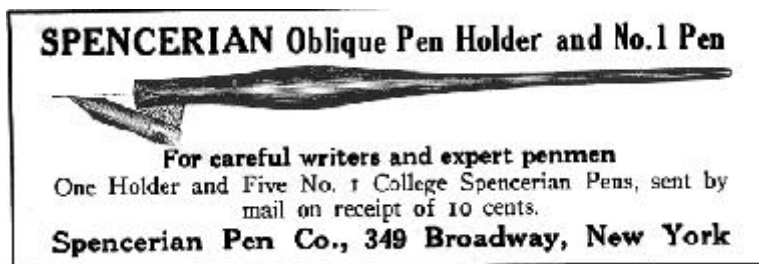 SPENCERIAN Oblique Pen Holder and No.1 Pen
For careful writers and expert penmen
One Holder and Five No. 1 College Spencerian Pens, sent by
mail on receipt of 10 cents.
Spencerian Pen Co., 349 Broadway, New York